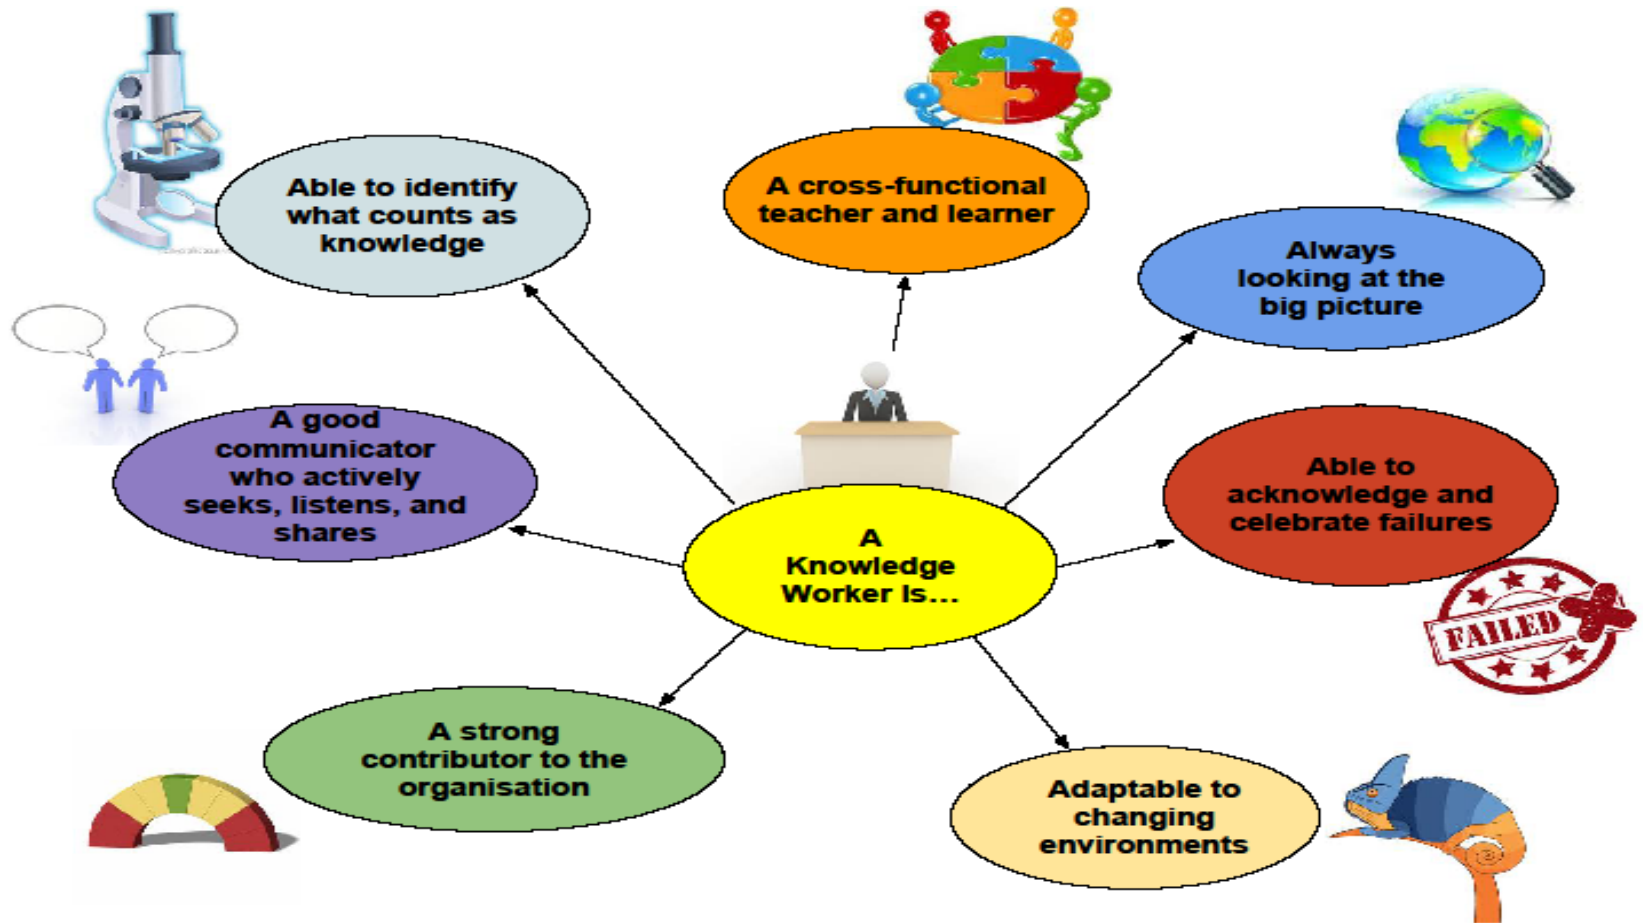 Able to identify
what counts as
knowledge
A cross-functional
teacher and learner
Always
looking at the
big picture
A good
communicator
who actively
seeks, listens, and
shares
A
Knowledge
Worker Is...
Able to
acknowledge and
celebrate failures
FAILED
A strong
contributor to the
organisation
Adaptable to
changing
environments